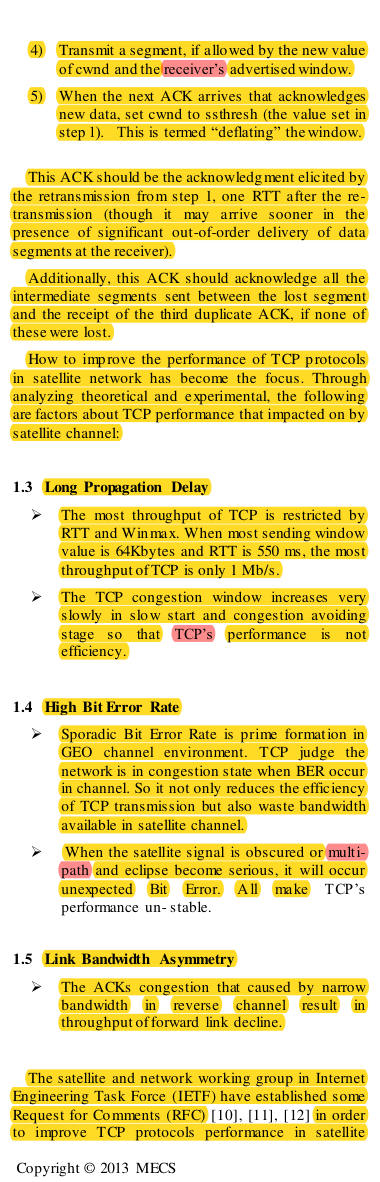 4) Transmit a segment, if allowed by the new value
of cwnd and the receiver's advertised window.
5) When the next ACK arrives that acknowledges
new data, set cwnd to ssthresh (the value set in
step 1). This is termed “deflating” the window.
This ACK should be the acknowledgment elicited by
the retransmission from step 1, one RTT after the re-
transmission (though it may arrive sooner in the
presence of significant out-of-order delivery of data
segments at the receiver).
Additionally, this ACK should acknowledge all the
intermediate segments sent between the lost segment
and the receipt of the third duplicate ACK, if none of
these were lost.
How to improve the performance of TCP protocols
in satellite network has become the focus. Through
analyzing theoretical and experimental, the following
are factors about TCP performance that impacted on by
satellite channel:
1.3 Long Propagation Delay
➢ The most throughput of TCP is restricted by
RTT and Winmax. When most sending window
value is 64Kbytes and RTT is 550 ms, the most
throughput of TCP is only 1 Mb/s.
➢ The TCP congestion window increases very
slowly in slow start and congestion avoiding
stage so that TCP's performance is not
efficiency.
1.4 High Bit Error Rate
➢ Sporadic Bit Error Rate is prime formation in
GEO channel environment. TCP judge the
network is in congestion state when BER occur
in channel. So it not only reduces the efficiency
of TCP transmission but also waste bandwidth
available in satellite channel.
➢ When the satellite signal is obscured or multi-
path and eclipse become serious, it will occur
unexpected Bit Error. All make TCP's
performance un- stable.
1.5 Link Bandwidth Asymmetry
➢ The ACKs congestion that caused by narrow
bandwidth in reverse channel result in
throughput of forward link decline.
The satellite and network working group in Internet
Engineering Task Force (IETF) have established some
Request for Comments (RFC) [10], [11], [12] in order
to improve TCP protocols performance in satellite
Copyright © 2013 MECS